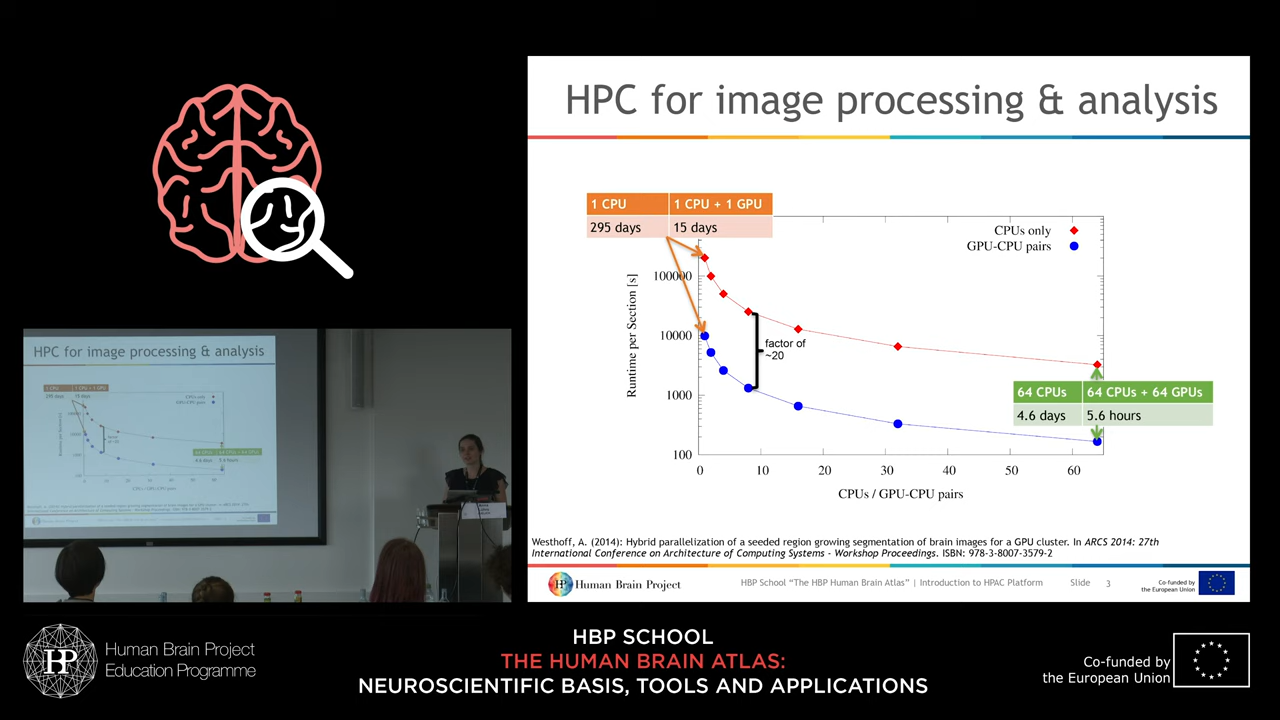 HPC for image processing & analysis
1 CPU 1 CPU + 1 GPU
295 days 15 days
CPUs only
GPU-CPU pairs
Runtime per Section [s]
100000
10000
1000
100
factor of
~20
64 CPUs 64 CPUs + 64 GPUs
4.6 days 5.6 hours
0 10 20 30 40 50 60
CPUs / GPU-CPU pairs
Westhoff, A. (2014): Hybrid parallelization of a seeded region growing segmentation of brain images for a GPU cluster. In ARCS 2014: 27th
International Conference on Architecture of Computing Systems - Workshop Proceedings. ISBN: 978-3-8007-3579-2
HBP Human Brain Project
HBP School “The HBP Human Brain Atlas” | Introduction to HPAC Platform Slide 3
Co-funded by
the European Union
HPC for image processing & analysis
factor of
~20
HBP
Human Brain Project
Education Programme
HBP SCHOOL
THE HUMAN BRAIN ATLAS:
NEUROSCIENTIFIC BASIS, TOOLS AND APPLICATIONS
Co-funded by
the European Union